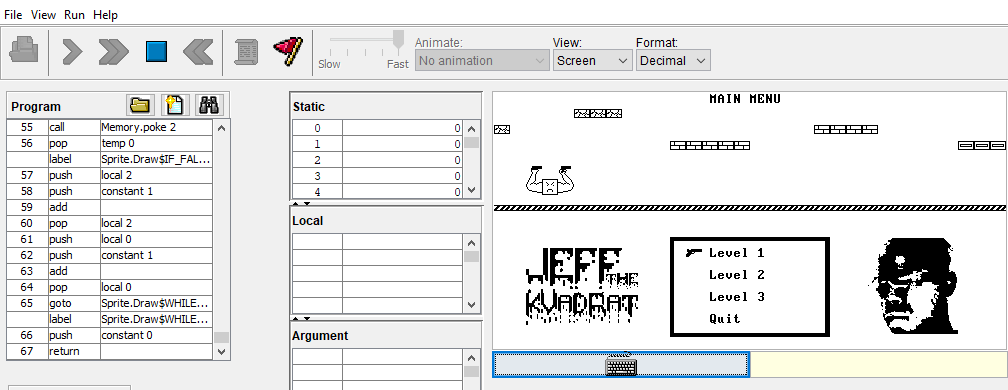 File View Run Help
Animate: View: Format:
Slow Fast No animation Screen Decimal
Program
55 call Memory.poke 2
56 pop temp 0
label Sprite.Draw$IF_FAL...
57 push local 2
58 push constant 1
59 add
60 pop local 2
61 push local 0
62 push constant 1
63 add
64 pop local 0
65 goto Sprite.Draw$WHILE...
label Sprite.Draw$WHILE...
66 push constant 0
67 return
Static
0 0
1 0
2 0
3 0
4 0
Local
Argument
MAIN MENU
JEFF THE
KVADRAT
Level 1
Level 2
Level 3
Quit